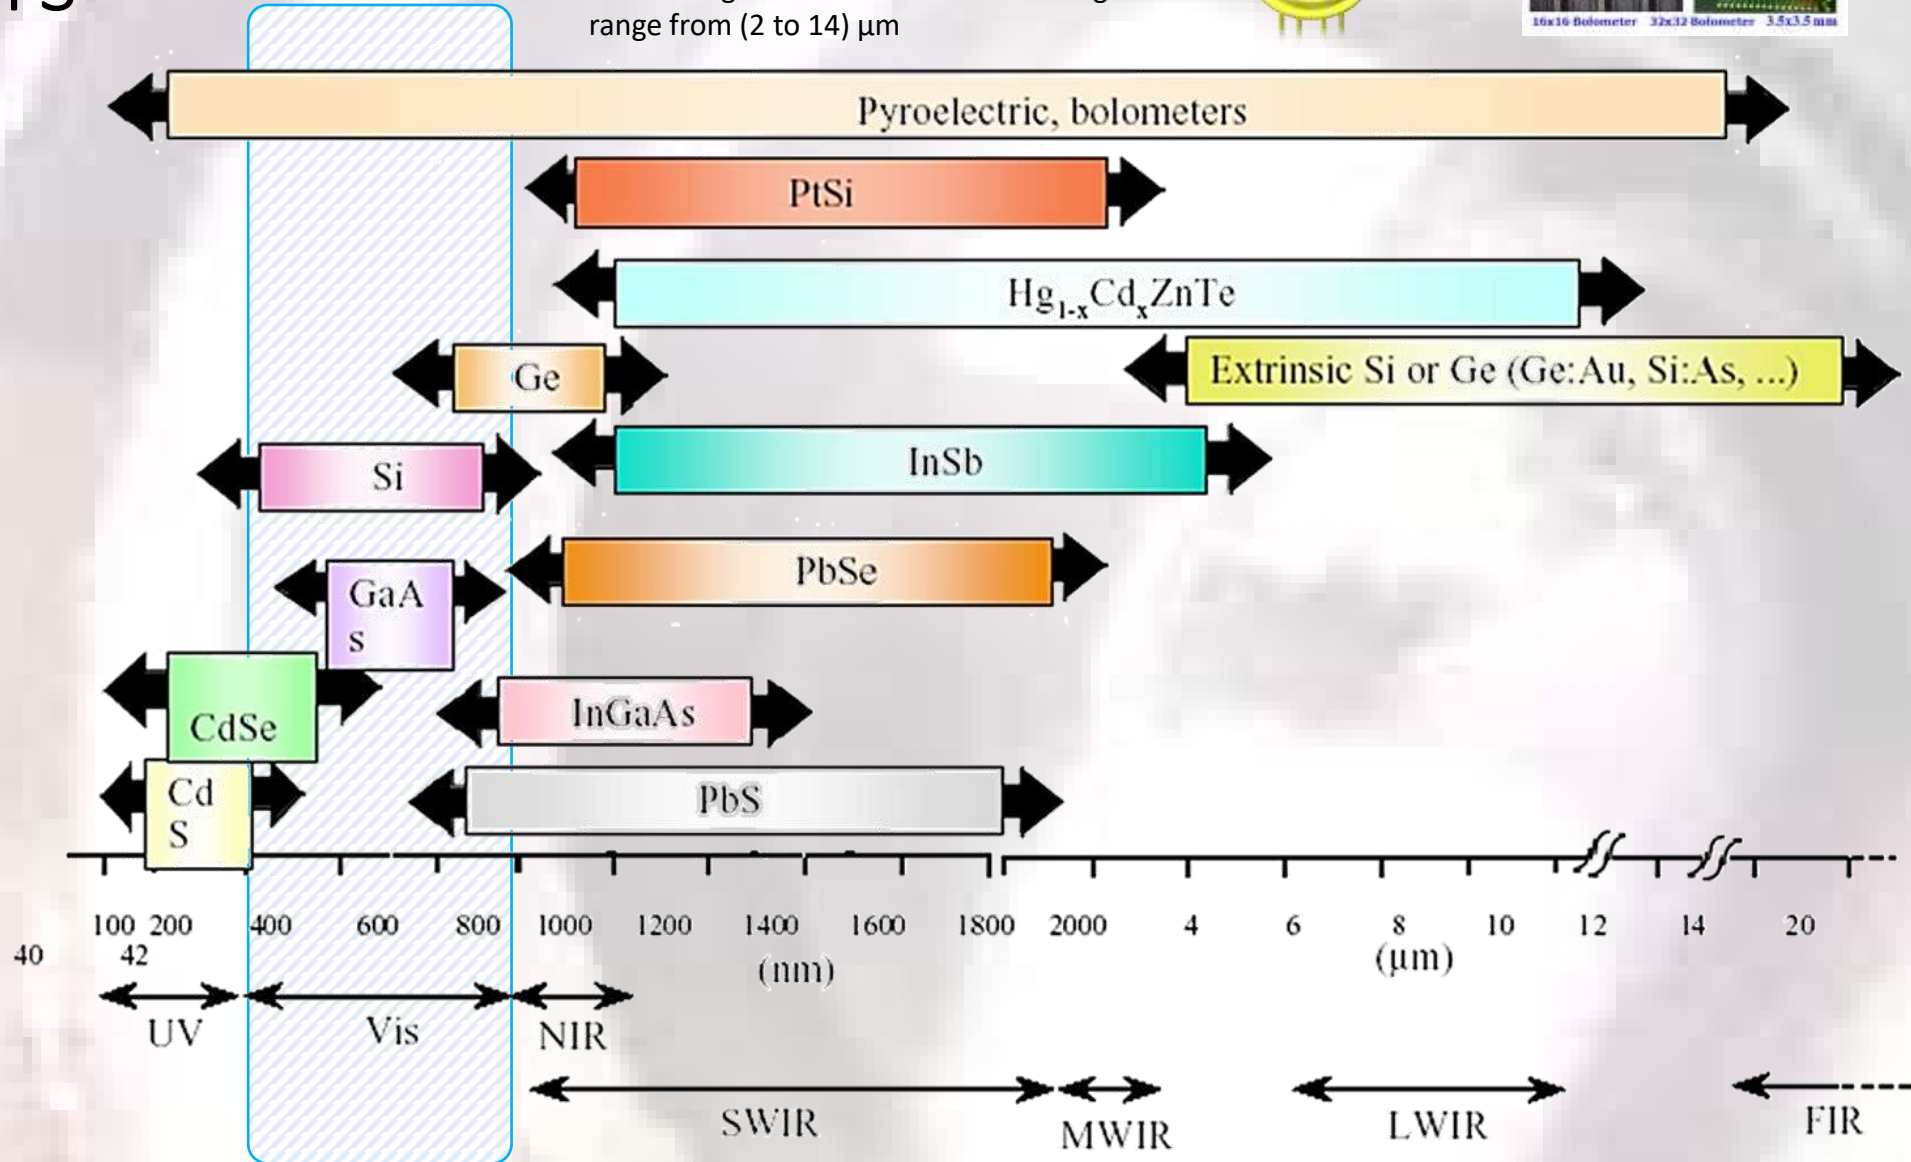 range from (2 to 14) µm
16x16 Bolometer 32x32 Bolometer 3.5x3.5 mm
Pyroelectric, bolometers
PtSi
Hg1-xCdxZnTe
Ge
Extrinsic Si or Ge (Ge:Au, Si:As, ...)
Si
InSb
GaA
s
PbSe
CdSe
InGaAs
Cd
S
PbS
100 200 400 600 800 1000 1200 1400 1600 1800 2000 4 6 8 10 12 14 20
40 42
(nm) (µm)
UV Vis NIR
SWIR MWIR LWIR FIR